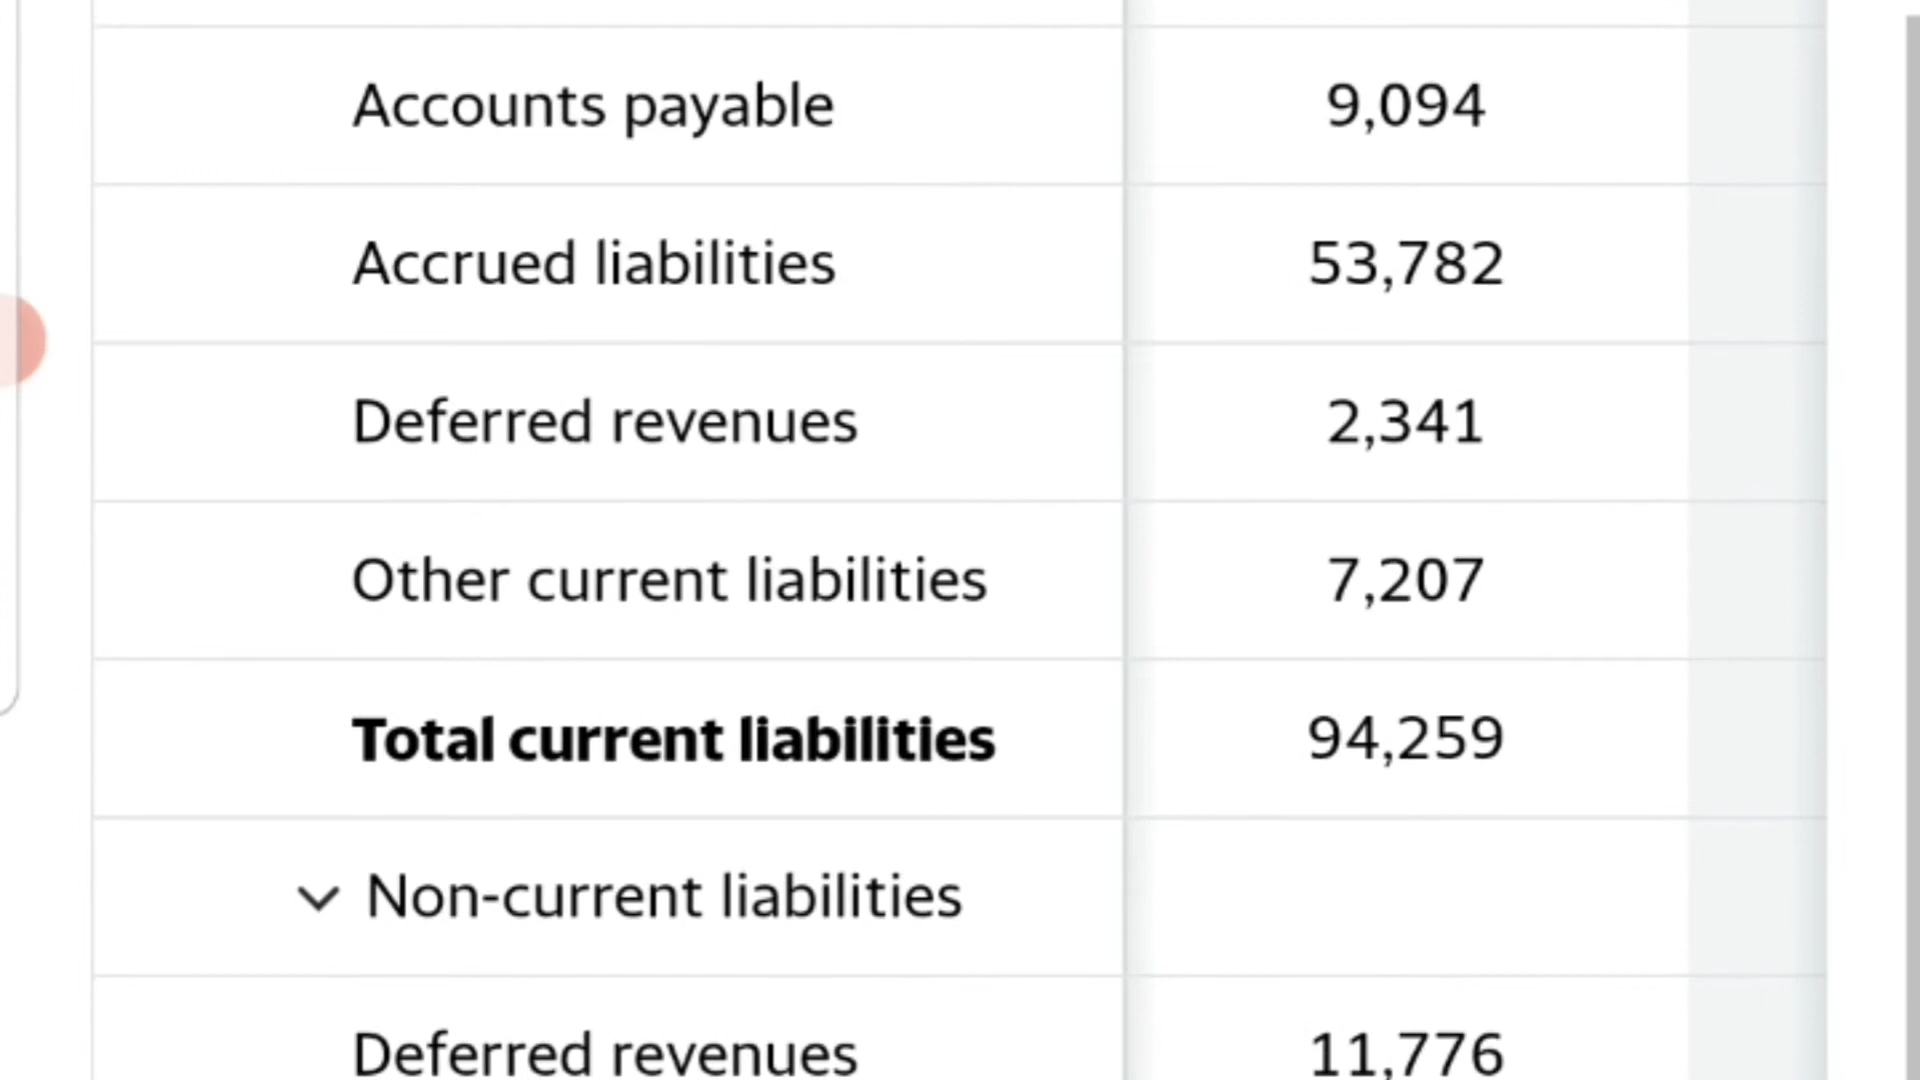 Accounts payable 9,094
Accrued liabilities 53,782
Deferred revenues 2,341
Other current liabilities 7,207
Total current liabilities 94,259
Non-current liabilities
Deferred revenues 11,776